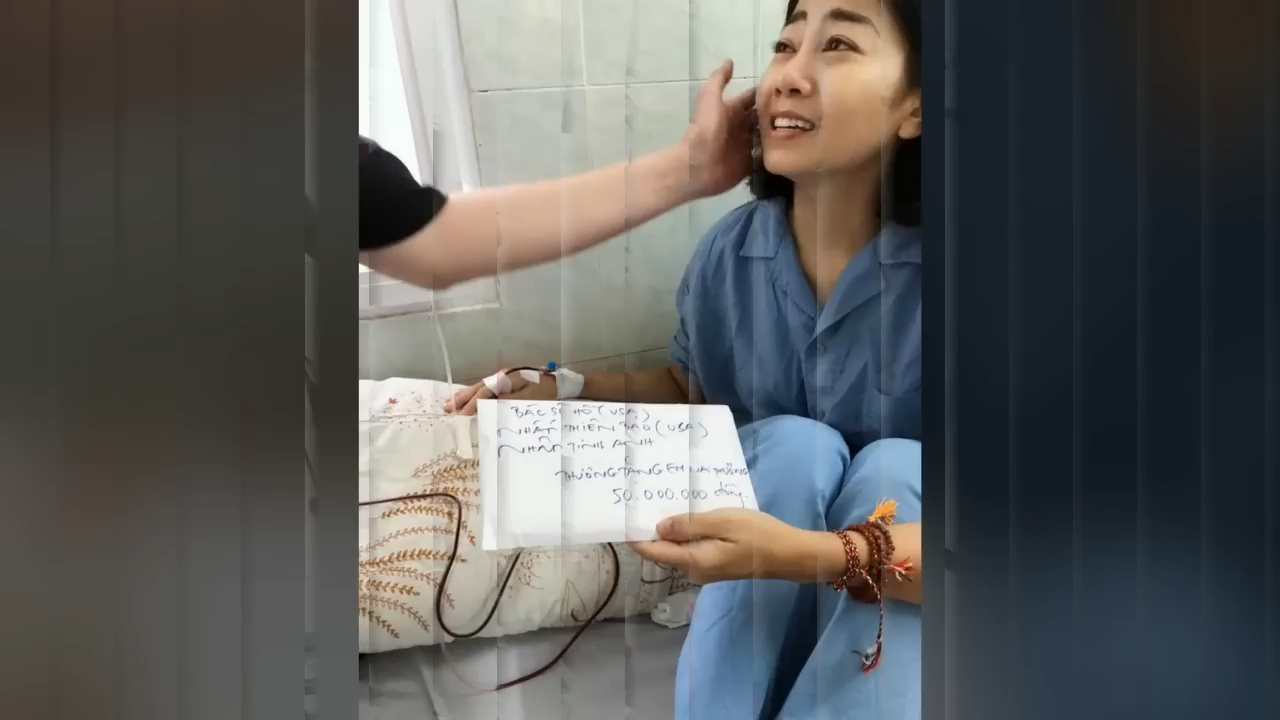 BÁC SĨ HỒ (USA)
NHẤT THIÊN BẢO (USA)
NHÂN TÌNH ANH
THƯƠNG TẶNG EM MAI PHƯƠNG
50.000.000 đồng